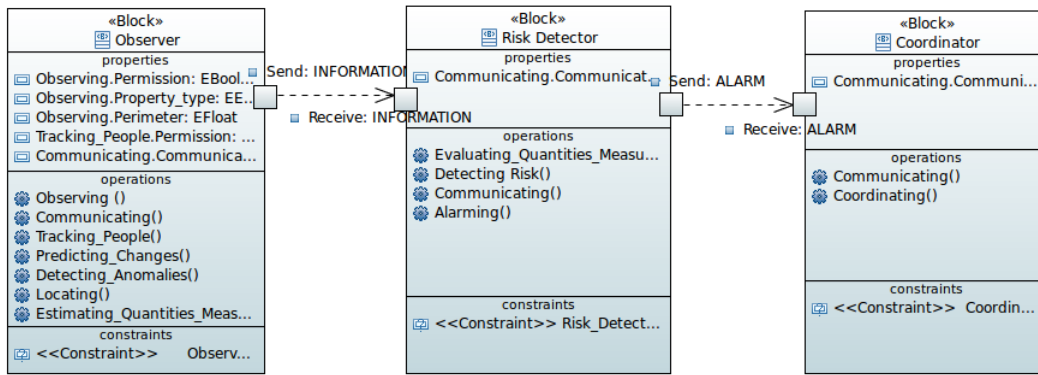 «Block»
Observer
properties
Observing.Permission: EBool...
Observing.Property_type: EE...
Observing.Perimeter: EFloat
Tracking_People.Permission: ...
Communicating.Communica...
operations
Observing ()
Communicating()
Tracking_People()
Predicting_Changes()
Detecting_Anomalies()
Locating()
Estimating_Quantities_Meas...
constraints
<<Constraint>> Observ...
Send: INFORMATION
Receive: INFORMATION
«Block»
Risk Detector
properties
Communicating.Communicat...
operations
Evaluating_Quantities_Measu...
Detecting Risk()
Communicating()
Alarming()
constraints
<<Constraint>> Risk_Detect...
Send: ALARM
Receive: ALARM
«Block»
Coordinator
properties
Communicating.Communi...
operations
Communicating()
Coordinating()
constraints
<<Constraint>> Coordin...